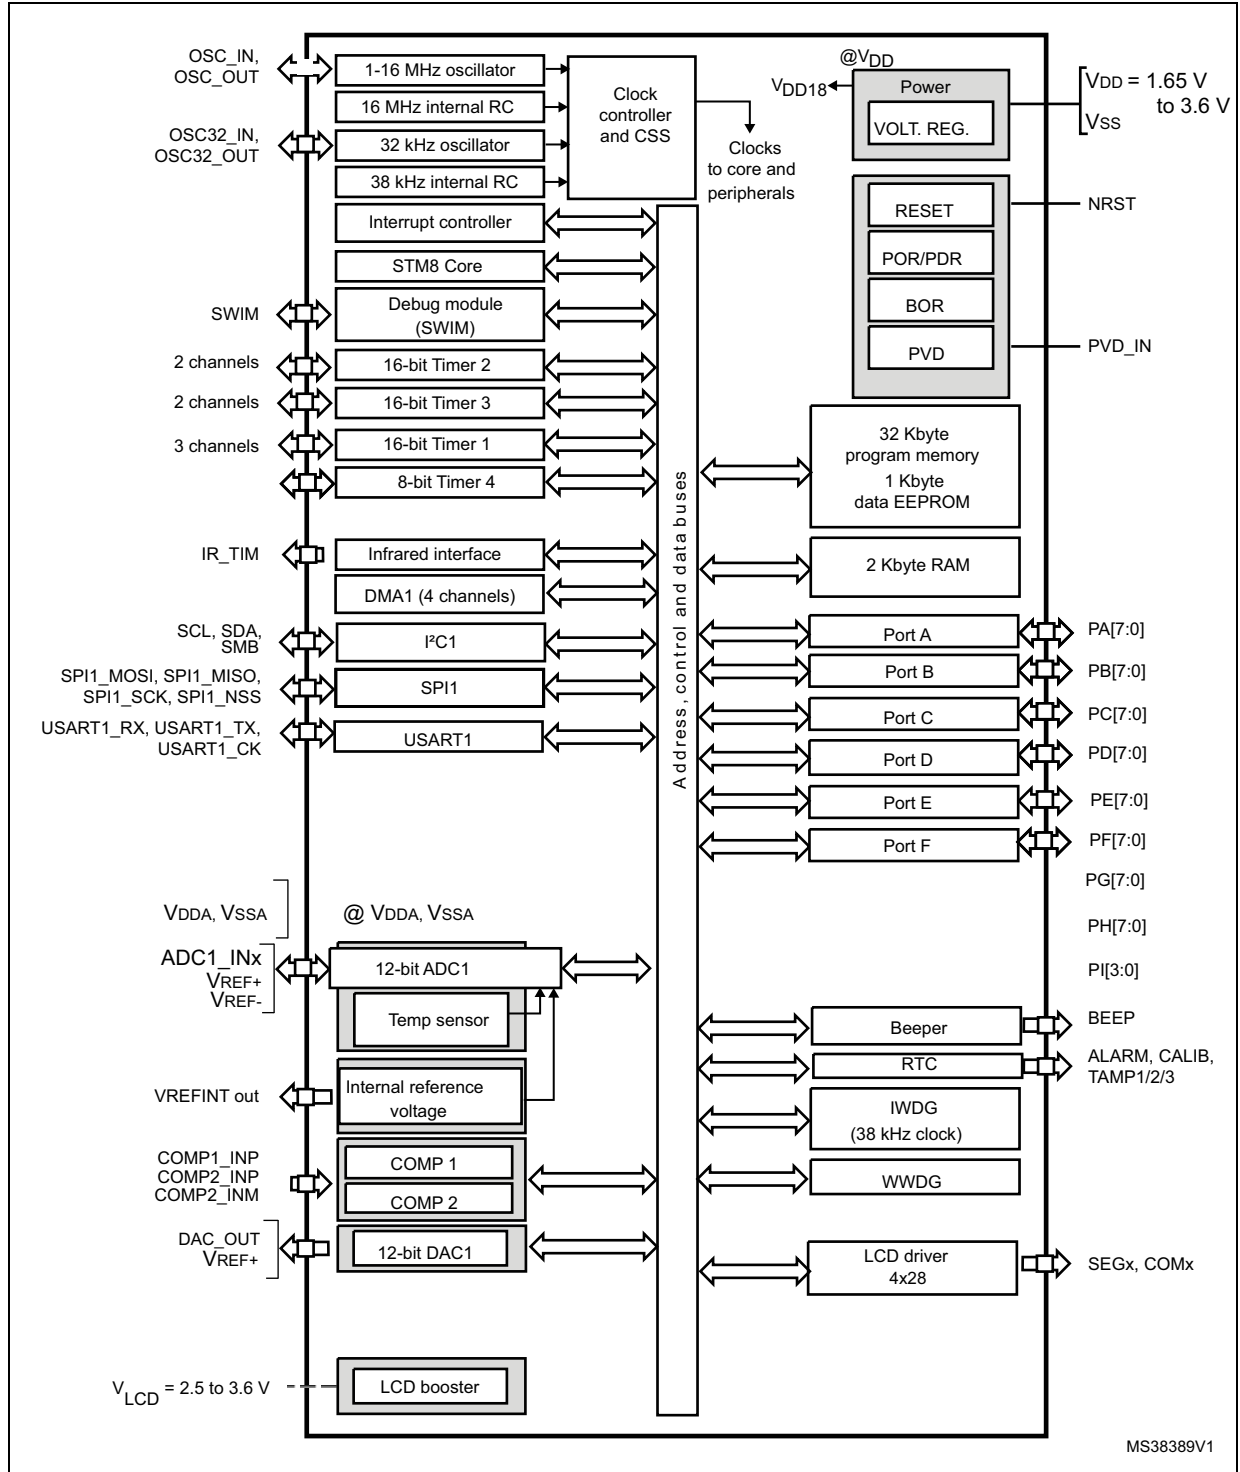 OSC_IN,
OSC_OUT
1-16 MHz oscillator
16 MHz internal RC
OSC32_IN,
OSC32_OUT
32 kHz oscillator
38 kHz internal RC
Clock
controller
and CSS
Clocks
to core and
peripherals
@VDD
VDD18
Power
VOLT. REG.
VDD = 1.65 V
to 3.6 V
VSS
RESET
NRST
POR/PDR
BOR
PVD
PVD_IN
Interrupt controller
STM8 Core
SWIM
Debug module
(SWIM)
2 channels
16-bit Timer 2
2 channels
16-bit Timer 3
3 channels
16-bit Timer 1
8-bit Timer 4
IR_TIM
Infrared interface
DMA1 (4 channels)
SCL, SDA,
SMB
I²C1
SPI1_MOSI, SPI1_MISO,
SPI1_SCK, SPI1_NSS
SPI1
USART1_RX, USART1_TX,
USART1_CK
USART1
Address, control and data buses
32 Kbyte
program memory
1 Kbyte
data EEPROM
2 Kbyte RAM
Port A
PA[7:0]
Port B
PB[7:0]
Port C
PC[7:0]
Port D
PD[7:0]
Port E
PE[7:0]
Port F
PF[7:0]
PG[7:0]
PH[7:0]
PI[3:0]
VDDA, VSSA
@ VDDA, VSSA
ADC1_INx
VREF+
VREF-
12-bit ADC1
Temp sensor
VREFINT out
Internal reference
voltage
COMP1_INP
COMP2_INP
COMP2_INM
COMP 1
COMP 2
DAC_OUT
VREF+
12-bit DAC1
Beeper
BEEP
RTC
ALARM, CALIB,
TAMP1/2/3
IWDG
(38 kHz clock)
WWDG
LCD driver
4x28
SEGx, COMx
VLCD = 2.5 to 3.6 V
LCD booster
MS38389V1